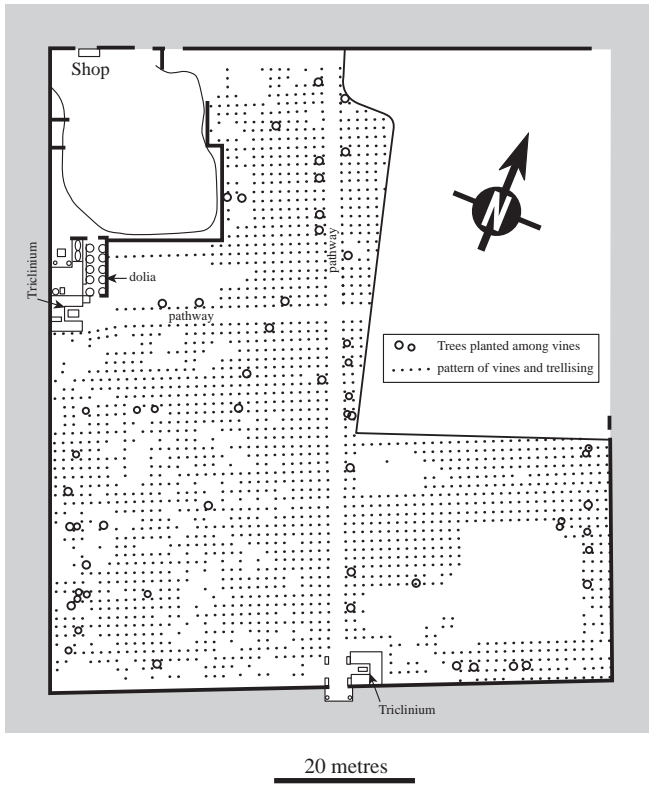 Shop
N
pathway
Triclinium
dolia
pathway
Trees planted among vines
pattern of vines and trellising
Triclinium
20 metres